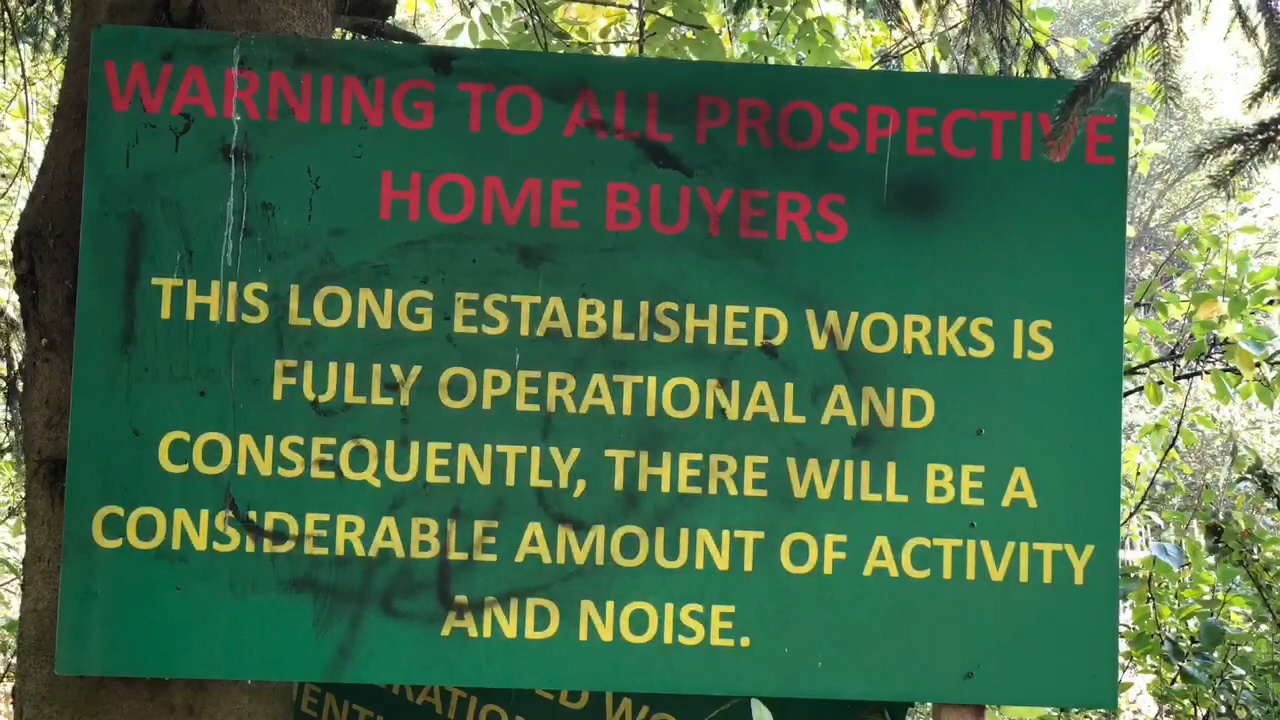 WARNING TO ALL PROSPECTIVE
HOME BUYERS
THIS LONG ESTABLISHED WORKS IS
FULLY OPERATIONAL AND
CONSEQUENTLY, THERE WILL BE A
CONSIDERABLE AMOUNT OF ACTIVITY
AND NOISE.